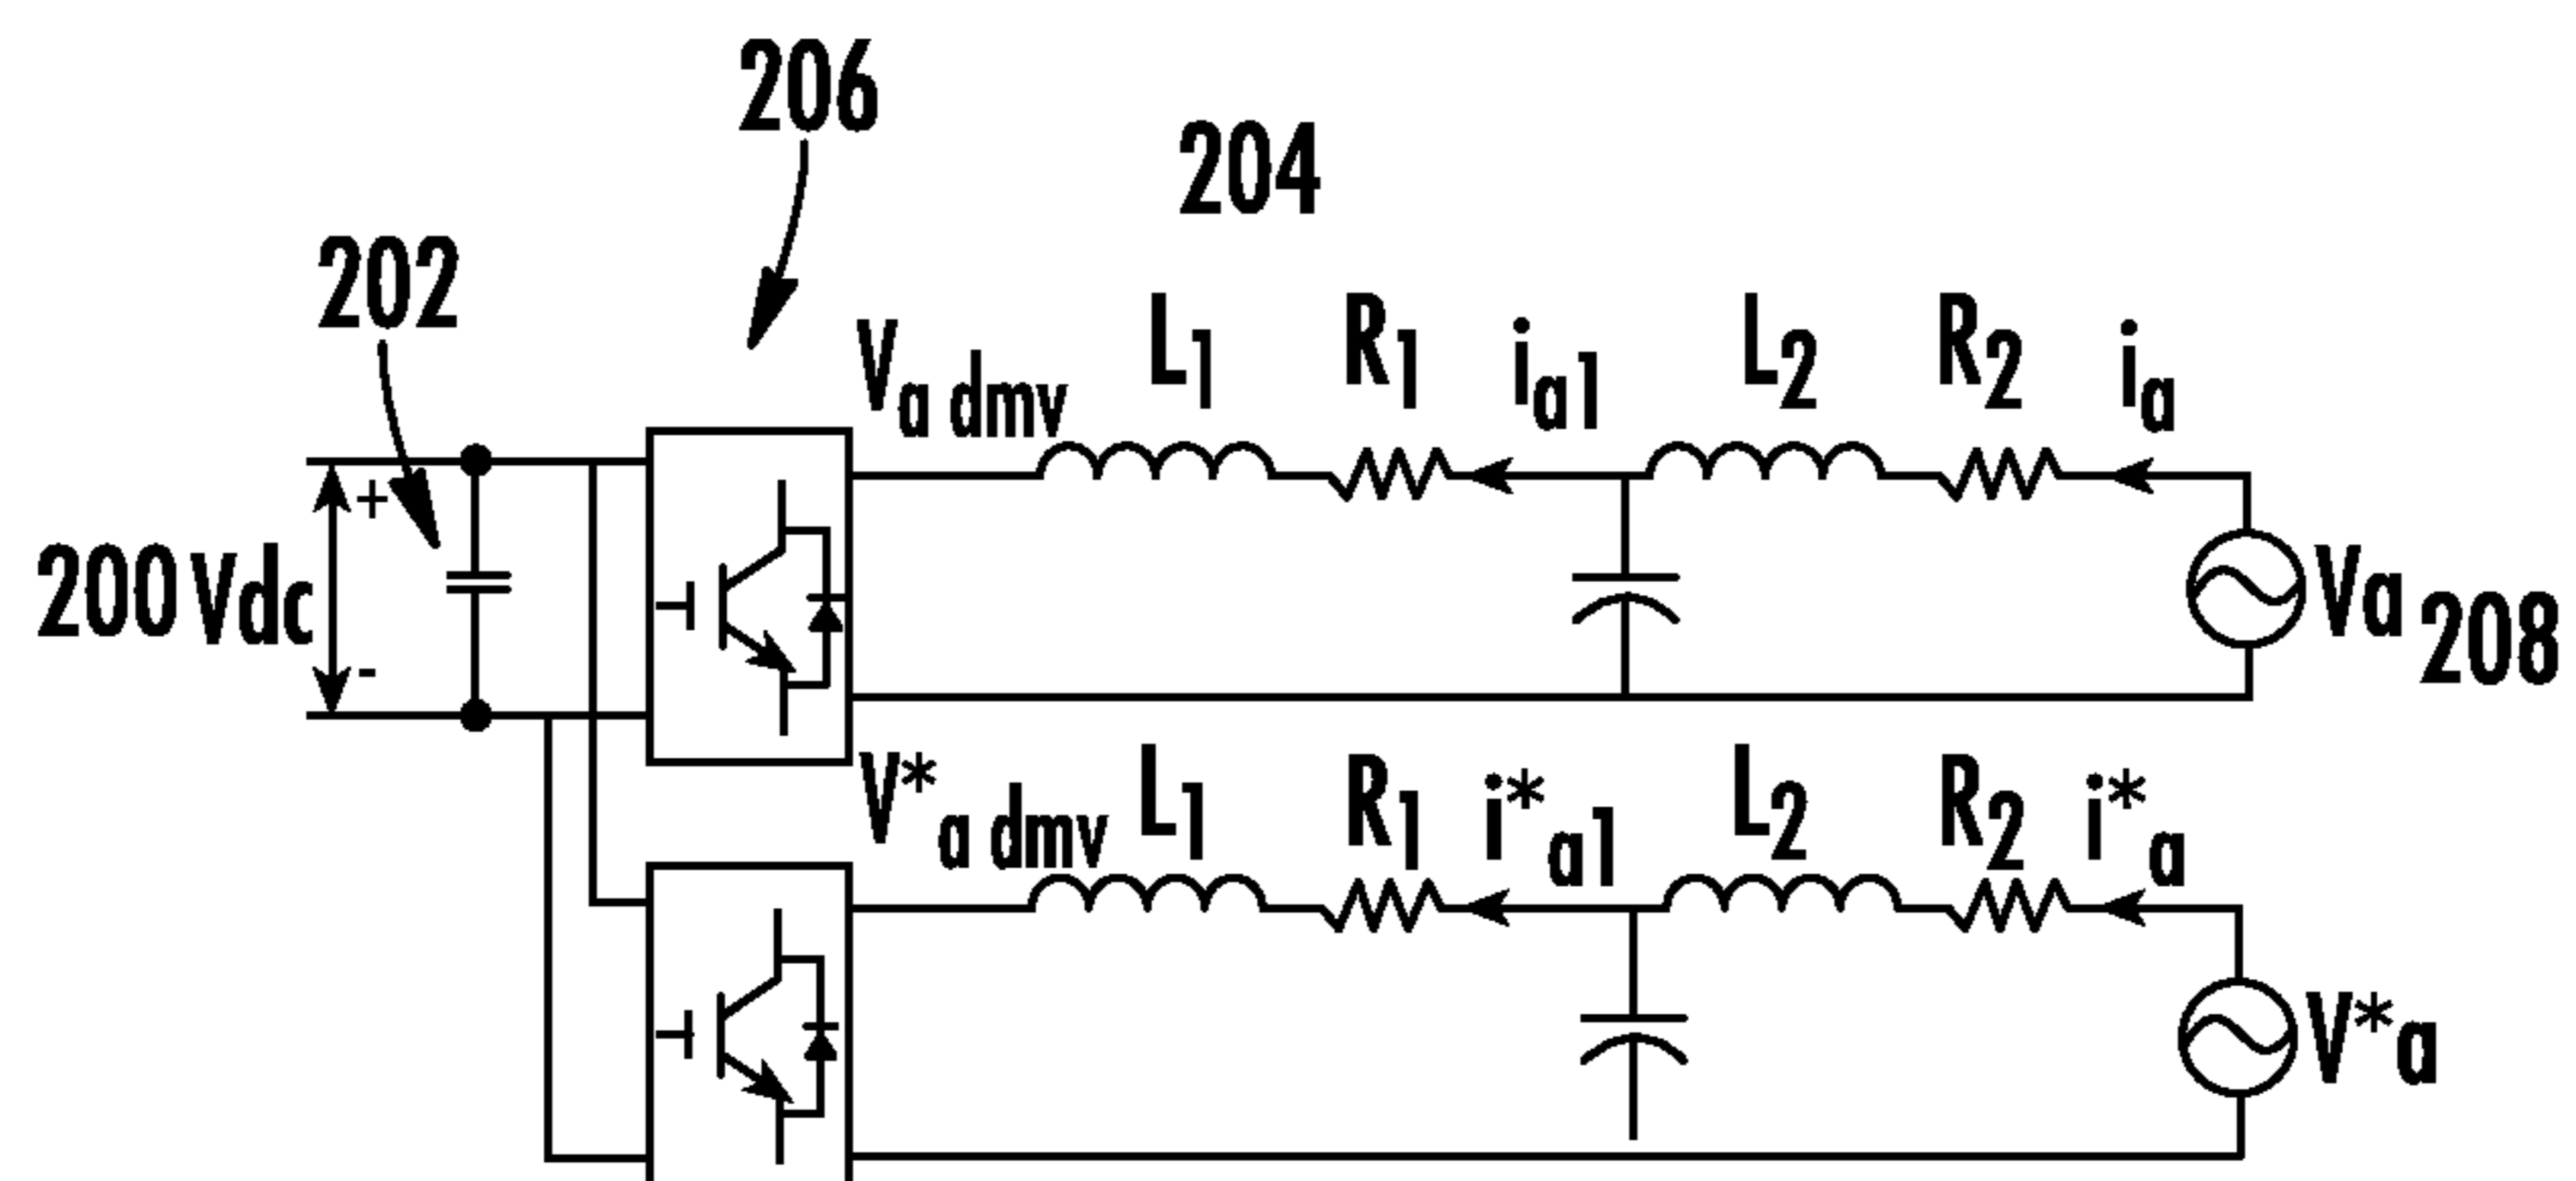 206
204
202
Va dmv L1 R1 ia1 L2 R2 ia
+
200 Vdc
-
Va 208
V*a dmv L1 R1 i*a1 L2 R2 i*a
V*a